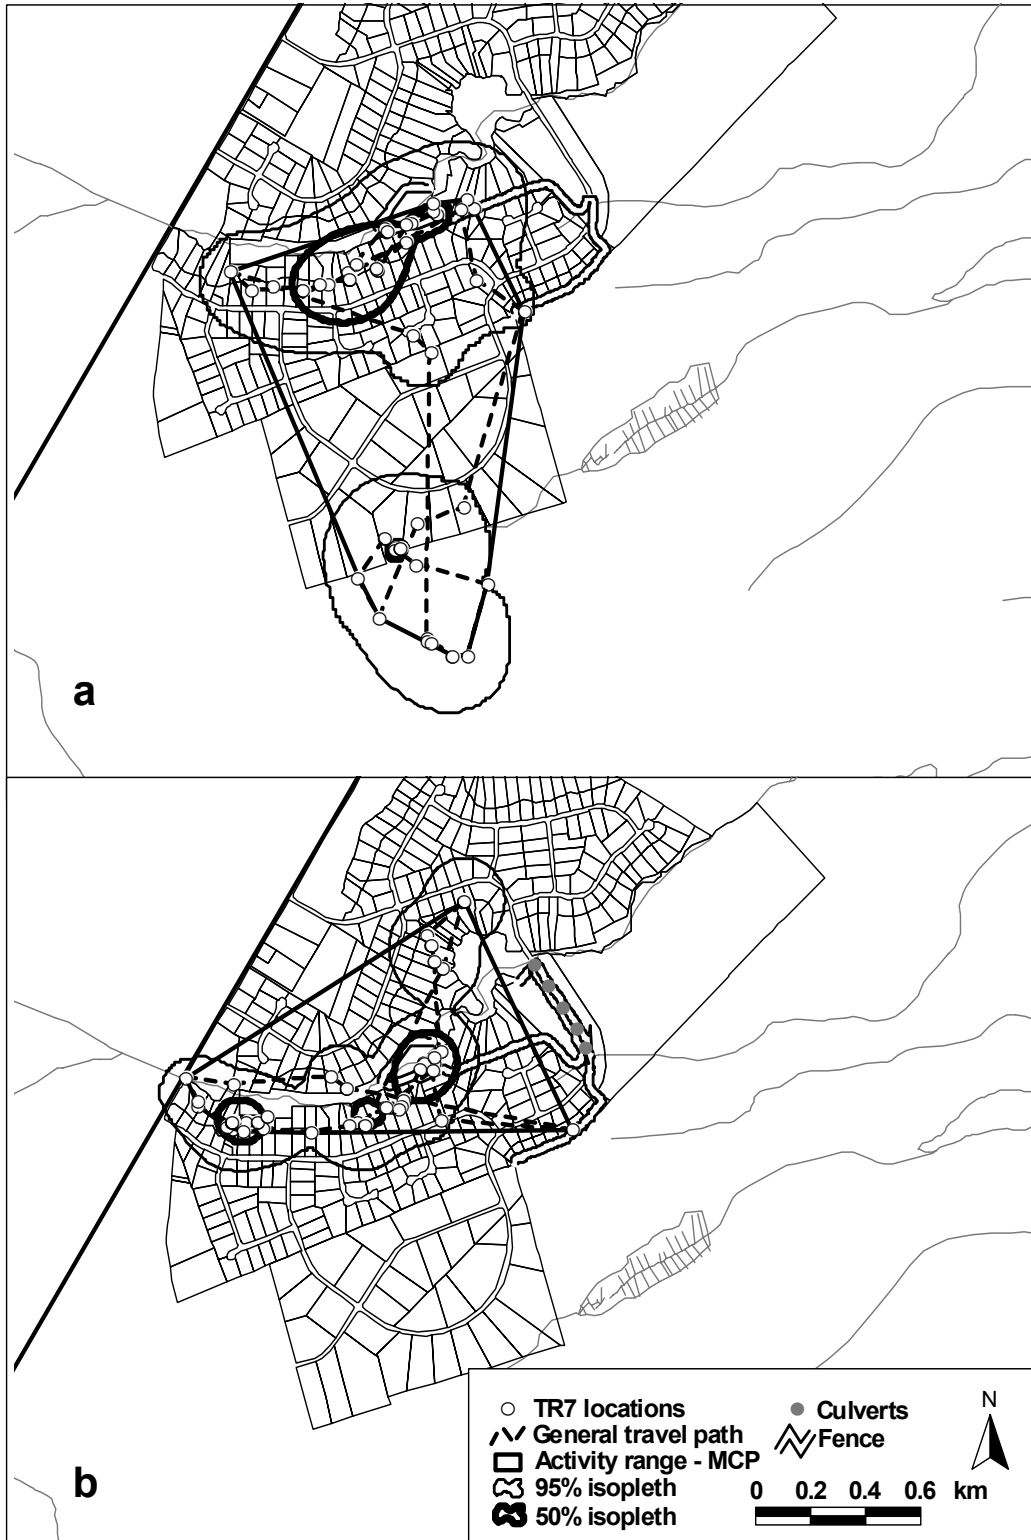 a
b
TR7 locations
General travel path
Activity range - MCP
95% isopleth
50% isopleth
Culverts
Fence
N
0 0.2 0.4 0.6 km